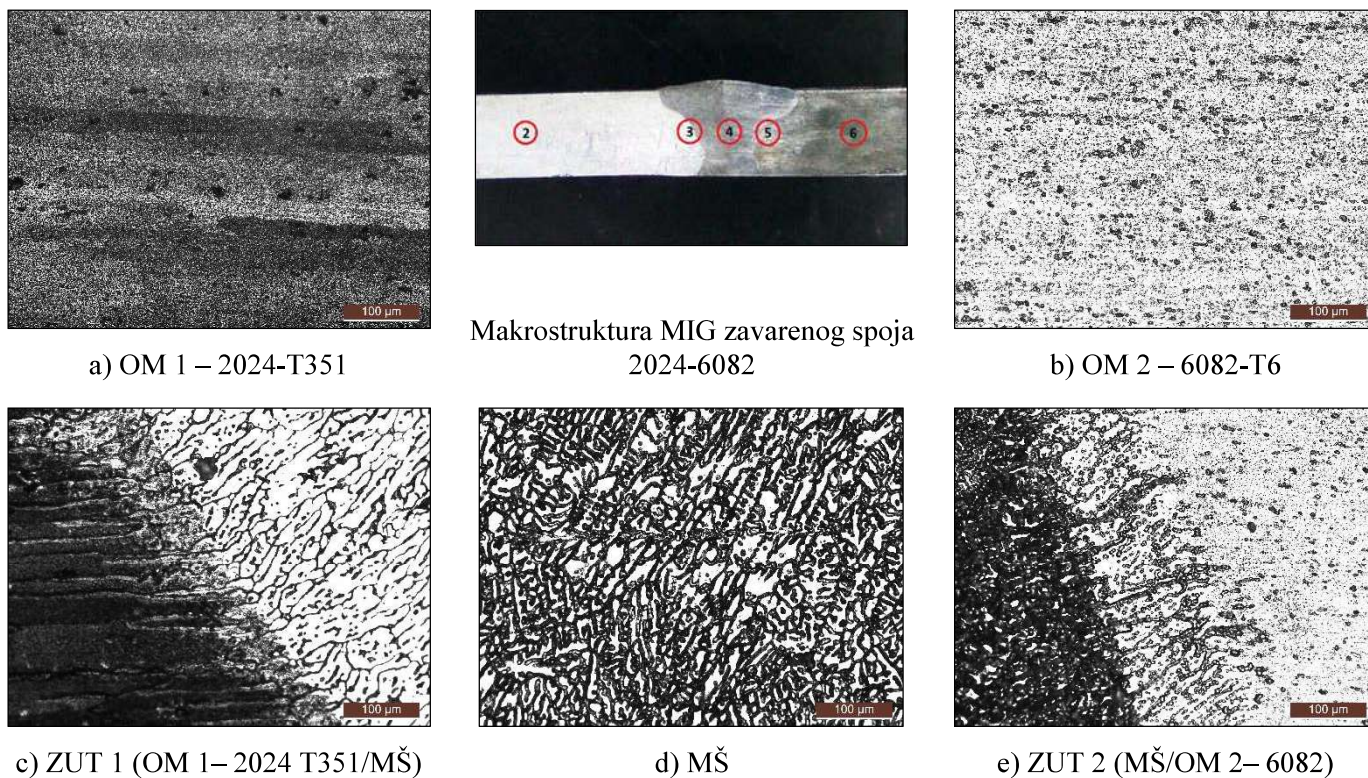 100 µm
2
3
4
5
6
100 µm
a) OM 1 – 2024-T351
Makrostruktura MIG zavarenog spoja
2024-6082
b) OM 2 – 6082-T6
100 µm
100 µm
100 µm
c) ZUT 1 (OM 1– 2024 T351/MŠ)
d) MŠ
e) ZUT 2 (MŠ/OM 2– 6082)